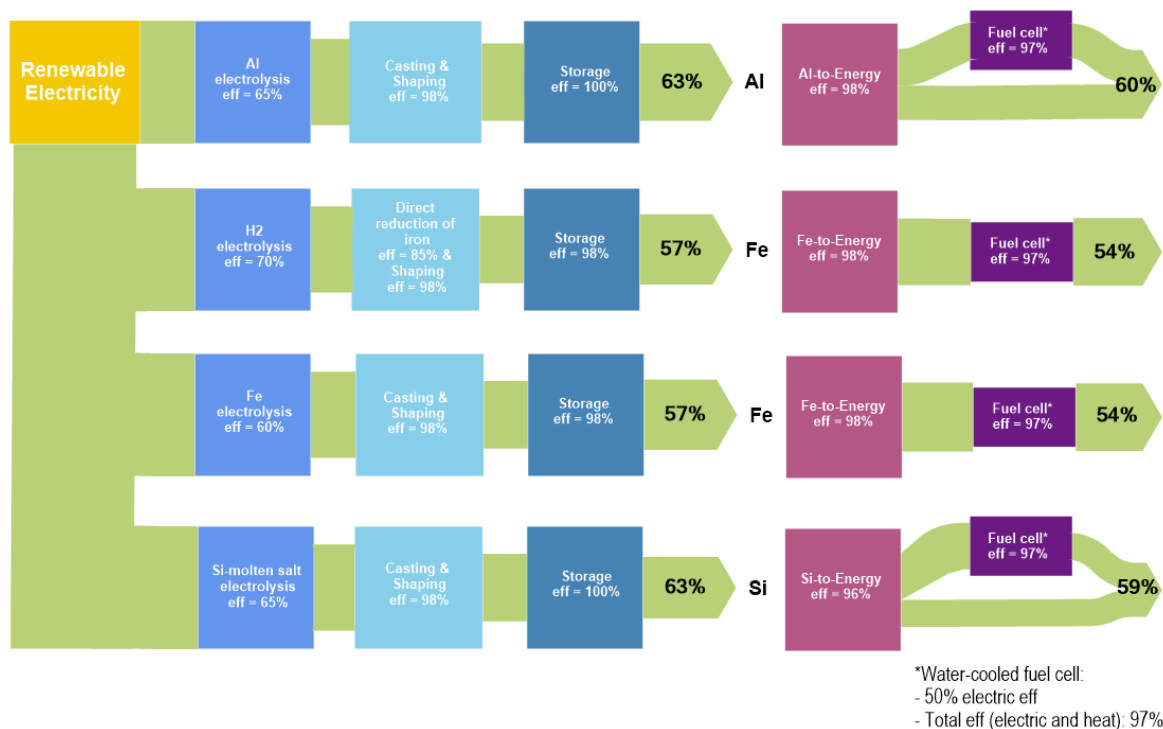 Renewable
Electricity
Al
electrolysis
eff = 65%
Casting &
Shaping
eff = 98%
Storage
eff = 100%
63%
Al
Al-to-Energy
eff = 98%
Fuel cell*
eff = 97%
60%
H2
electrolysis
eff = 70%
Direct
reduction of
iron
eff = 85% &
Shaping
eff = 98%
Storage
eff = 98%
57%
Fe
Fe-to-Energy
eff = 98%
Fuel cell*
eff = 97%
54%
Fe
electrolysis
eff = 60%
Casting &
Shaping
eff = 98%
Storage
eff = 98%
57%
Fe
Fe-to-Energy
eff = 98%
Fuel cell*
eff = 97%
54%
Si-molten salt
electrolysis
eff = 65%
Casting &
Shaping
eff = 98%
Storage
eff = 100%
63%
Si
Si-to-Energy
eff = 96%
Fuel cell*
eff = 97%
59%
*Water-cooled fuel cell:
- 50% electric eff
- Total eff (electric and heat): 97%